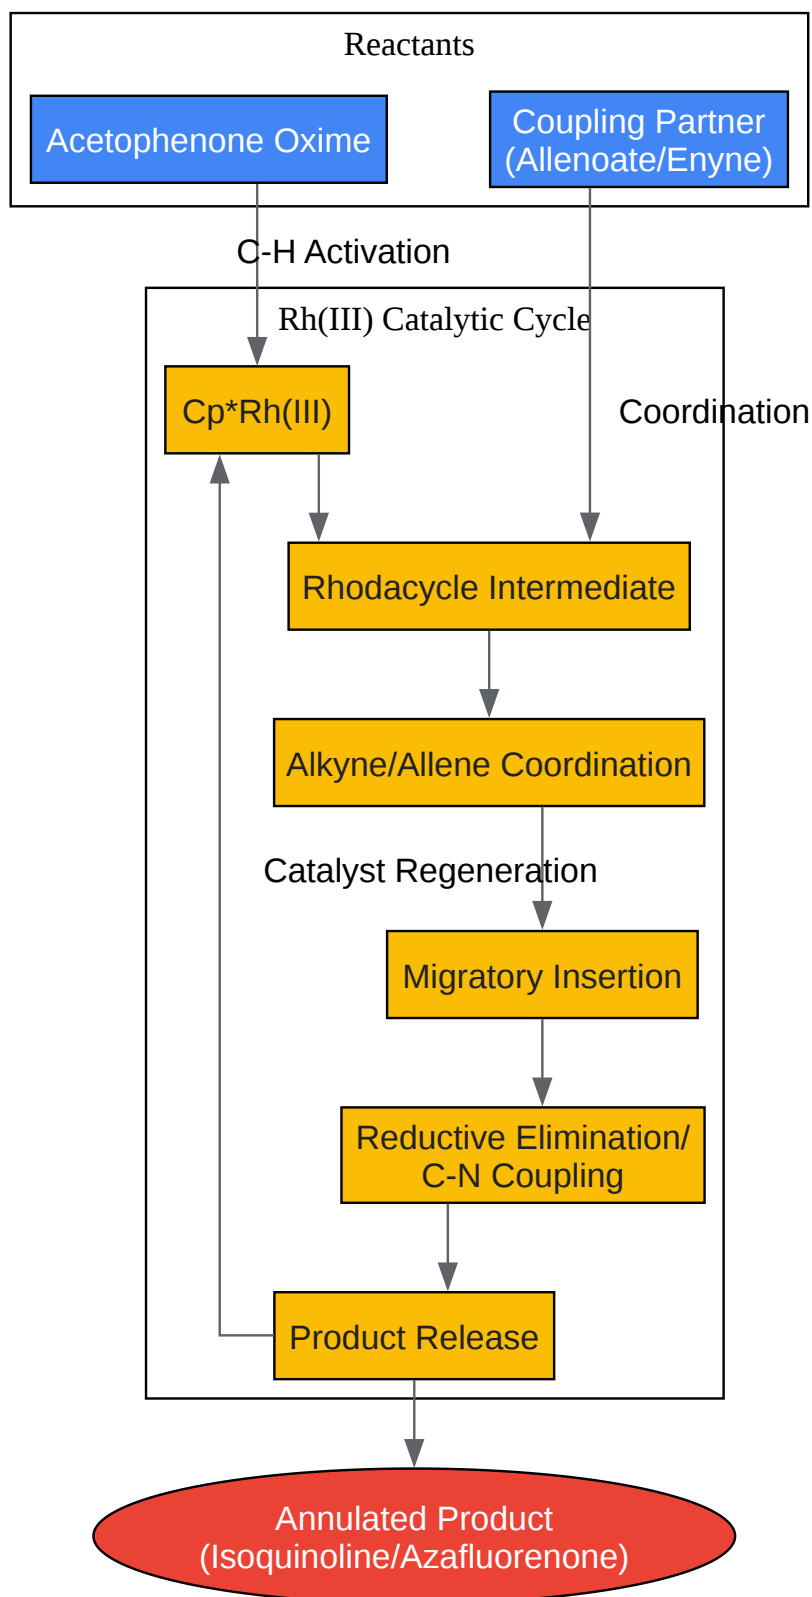 Reactants
Acetophenone Oxime
Coupling Partner
(Allenoate/Enyne)
C-H Activation
Rh(III) Catalytic Cycle
Cp*Rh(III)
Coordination
Rhodacycle Intermediate
Alkyne/Allene Coordination
Catalyst Regeneration
Migratory Insertion
Reductive Elimination/
C-N Coupling
Product Release
Annulated Product
(Isoquinoline/Azafluorenone)